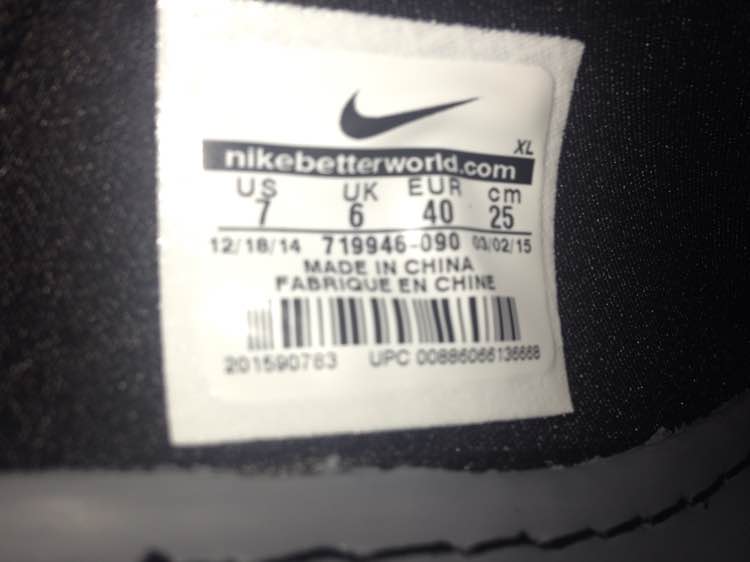 XL
nikebetterworld.com
US UK EUR cm
7 6 40 25
12/18/14 719946-090 03/02/15
MADE IN CHINA
FABRIQUE EN CHINE
201590783 UPC 00886066136668